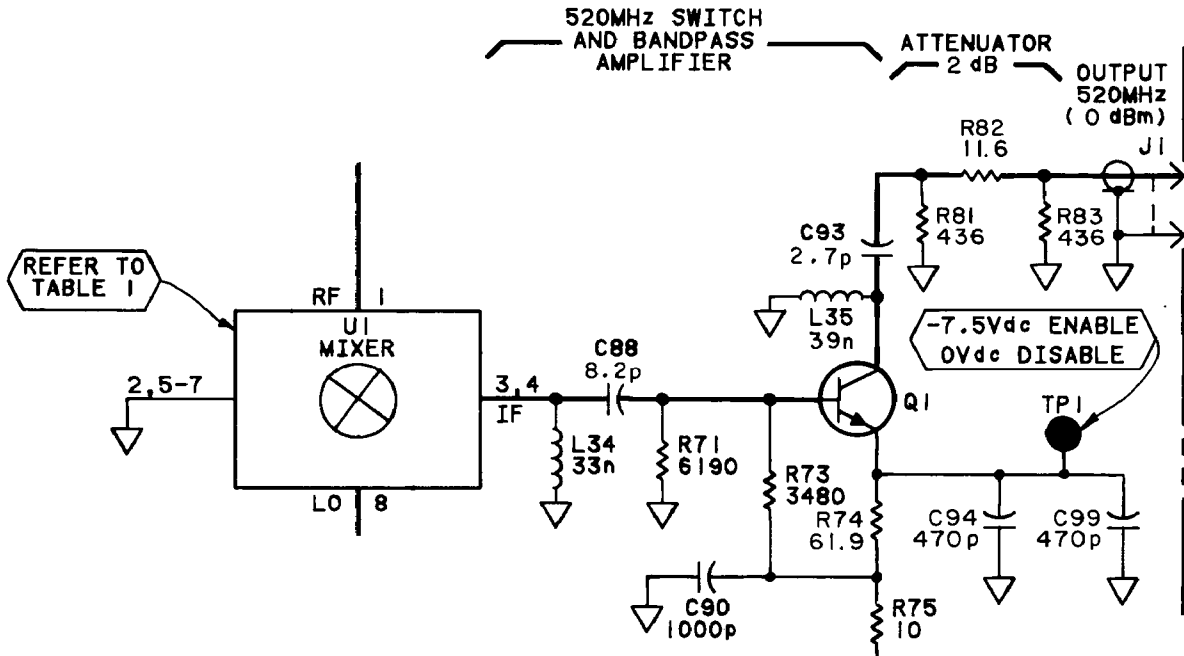 520MHz SWITCH
AND BANDPASS
AMPLIFIER
ATTENUATOR
2 dB
OUTPUT
520MHz
(0 dBm)
J1
R82
11.6
R81
436
R83
436
C93
2.7p
L35
39n
REFER TO
TABLE 1
RF 1
U1
MIXER
2,5-7
3,4
IF
LO 8
C88
8.2p
L34
33n
R71
6190
R73
3480
Q1
-7.5Vdc ENABLE
0Vdc DISABLE
TP1
R74
61.9
C94
470p
C99
470p
C90
1000p
R75
10